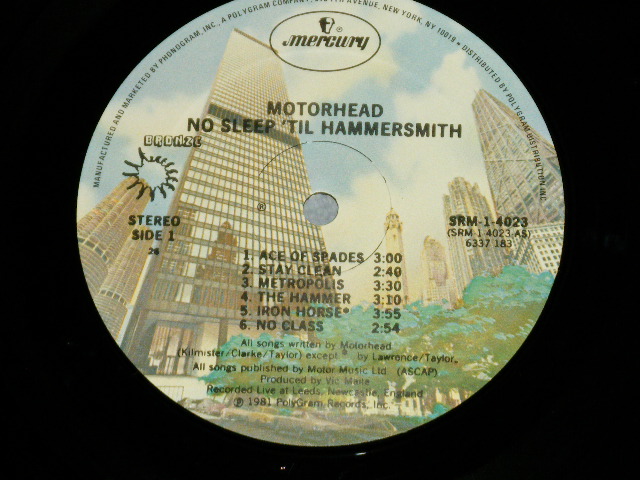 MANUFACTURED AND MARKETED BY PHONOGRAM, INC., A POLYGRAM COMPANY, AVENUE, NEW YORK, NY 10019 • DISTRIBUTED BY POLYGRAM DISTRIBUTION, INC.
mercury ®
MOTORHEAD
NO SLEEP 'TIL HAMMERSMITH
BRONZE
®
STEREO
SIDE 1
26
SRM-1-4023
(SRM-1-4023-AS)
6337 183
1. ACE OF SPADES 3:00
2. STAY CLEAN 2:40
3. METROPOLIS 3:30
4. THE HAMMER 3:10
5. IRON HORSE* 3:55
6. NO CLASS 2:54
All songs written by Motorhead
(Kilmister/Clarke/Taylor) except * by Lawrence/Taylor.
All songs published by Motor Music Ltd (ASCAP)
Produced by Vic Maile
Recorded Live at Leeds, Newcastle, England
℗ 1981 PolyGram Records, Inc.